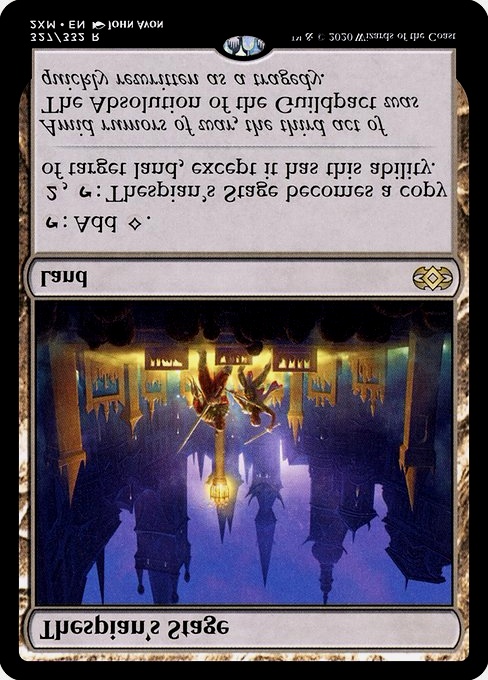 Thespian's Stage
Land
T: Add ◇.
2, T: Thespian's Stage becomes a copy
of target land, except it has this ability.
Amid rumors of war, the third act of
The Absolution of the Guildpact was
quickly rewritten as a tragedy.
327/332 R
2XM • EN John Avon
™ & © 2020 Wizards of the Coast